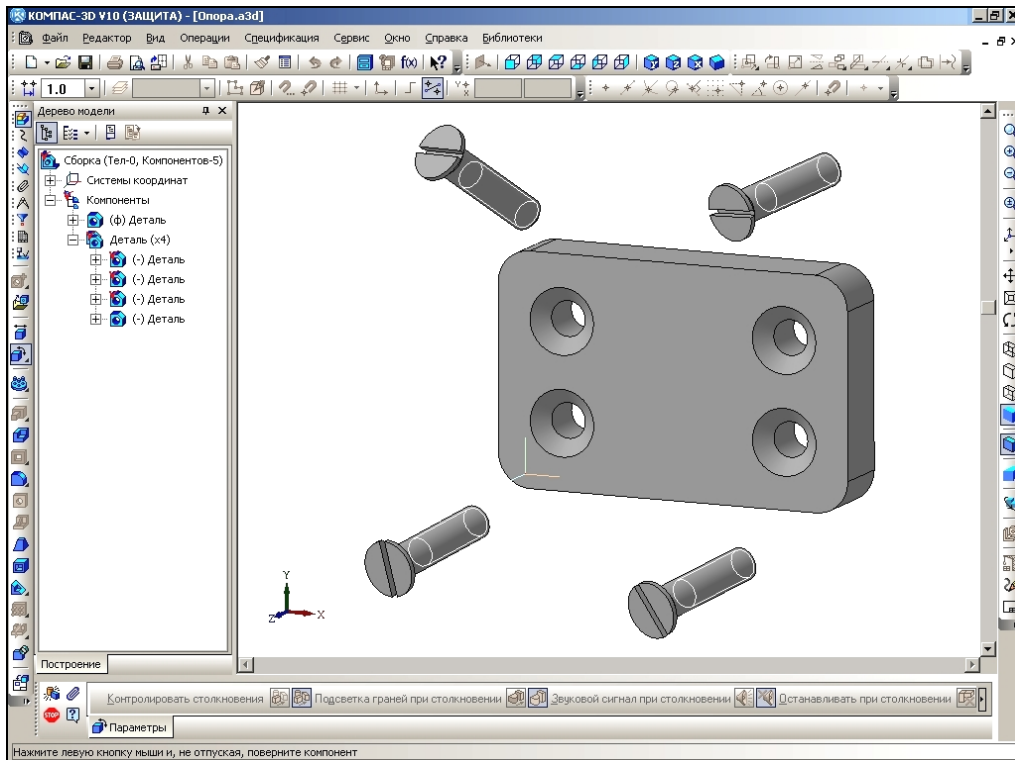 КОМПАС-3D V10 (ЗАЩИТА) - [Опора.a3d]
Файл Редактор Вид Операции Спецификация Сервис Окно Справка Библиотеки
f(x)
1.0
Дерево модели
Сборка (Тел-0, Компонентов-5)
Системы координат
Компоненты
(ф) Деталь
Деталь (x4)
(-) Деталь
(-) Деталь
(-) Деталь
(-) Деталь
Y
Z X
Построение
Контролировать столкновения Подсветка граней при столкновении Звуковой сигнал при столкновении Останавливать при столкновении
STOP
Параметры
Нажмите левую кнопку мыши и, не отпуская, поверните компонент